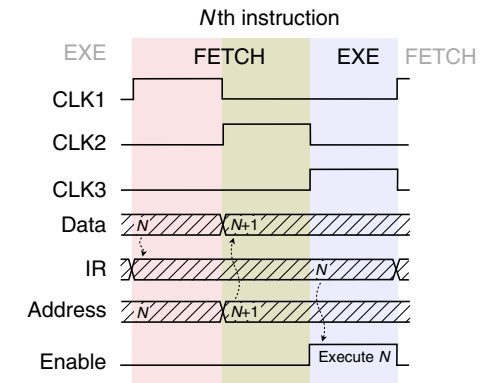 Nth instruction
EXE FETCH EXE FETCH
CLK1
CLK2
CLK3
Data N N+1
IR N
Address N N+1
Enable Execute N